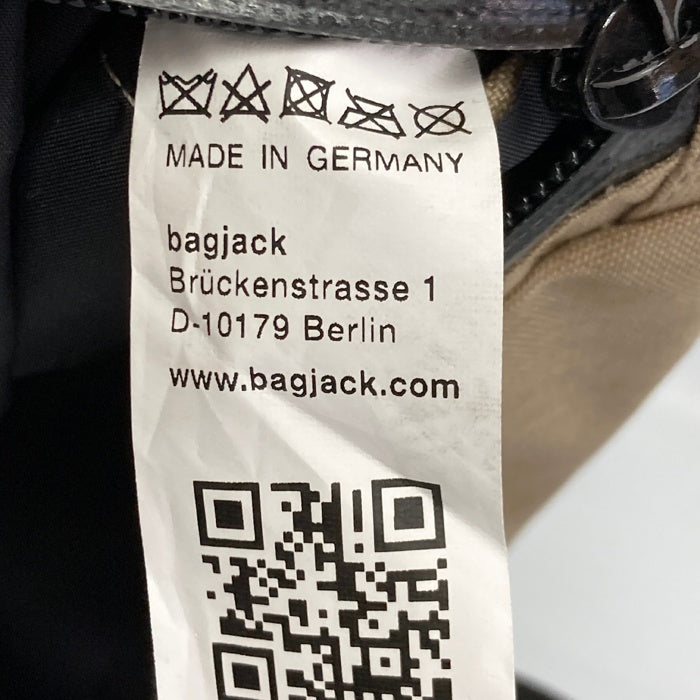 MADE IN GERMANY
bagjack
Brückenstrasse 1
D-10179 Berlin
www.bagjack.com